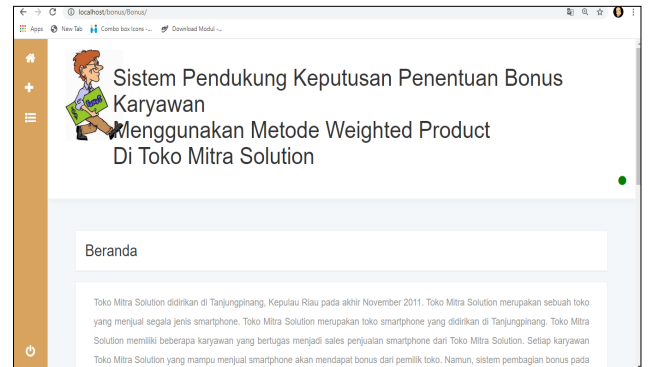 localhost/bonus/Bonus/
Apps New Tab Combo box Icons -... Download Modul -...
Sistem Pendukung Keputusan Penentuan Bonus
Karyawan
Menggunakan Metode Weighted Product
Di Toko Mitra Solution
Beranda
Toko Mitra Solution didirikan di Tanjungpinang, Kepulau Riau pada akhir November 2011. Toko Mitra Solution merupakan sebuah toko
yang menjual segala jenis smartphone. Toko Mitra Solution merupakan toko smartphone yang didirikan di Tanjungpinang. Toko Mitra
Solution memiliki beberapa karyawan yang bertugas menjadi sales penjualan smartphone dari Toko Mitra Solution. Setiap karyawan
Toko Mitra Solution yang mampu menjual smartphone akan mendapat bonus dari pemilik toko. Namun, sistem pembagian bonus pada